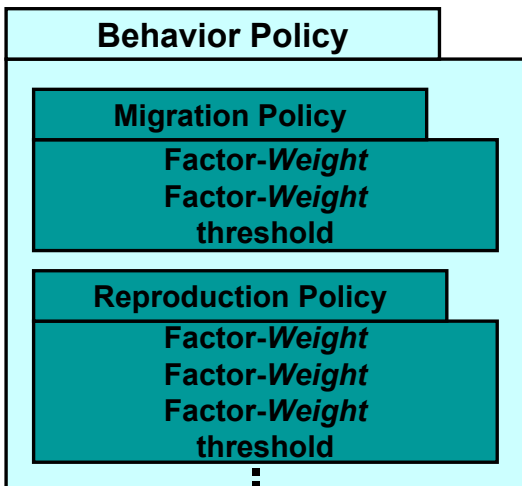 Behavior Policy
Migration Policy
Factor-Weight
Factor-Weight
threshold
Reproduction Policy
Factor-Weight
Factor-Weight
Factor-Weight
threshold